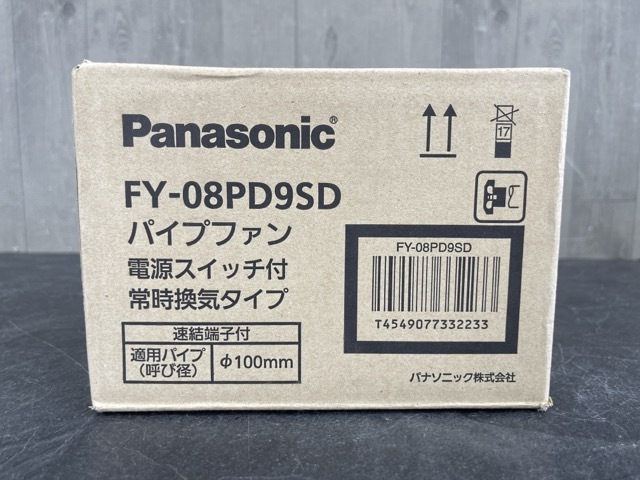 Panasonic®
FY-08PD9SD
パイプファン
電源スイッチ付
常時換気タイプ
速結端子付
適用パイプ
(呼び径)
φ100mm
17
FY-08PD9SD
T4549077332233
パナソニック株式会社